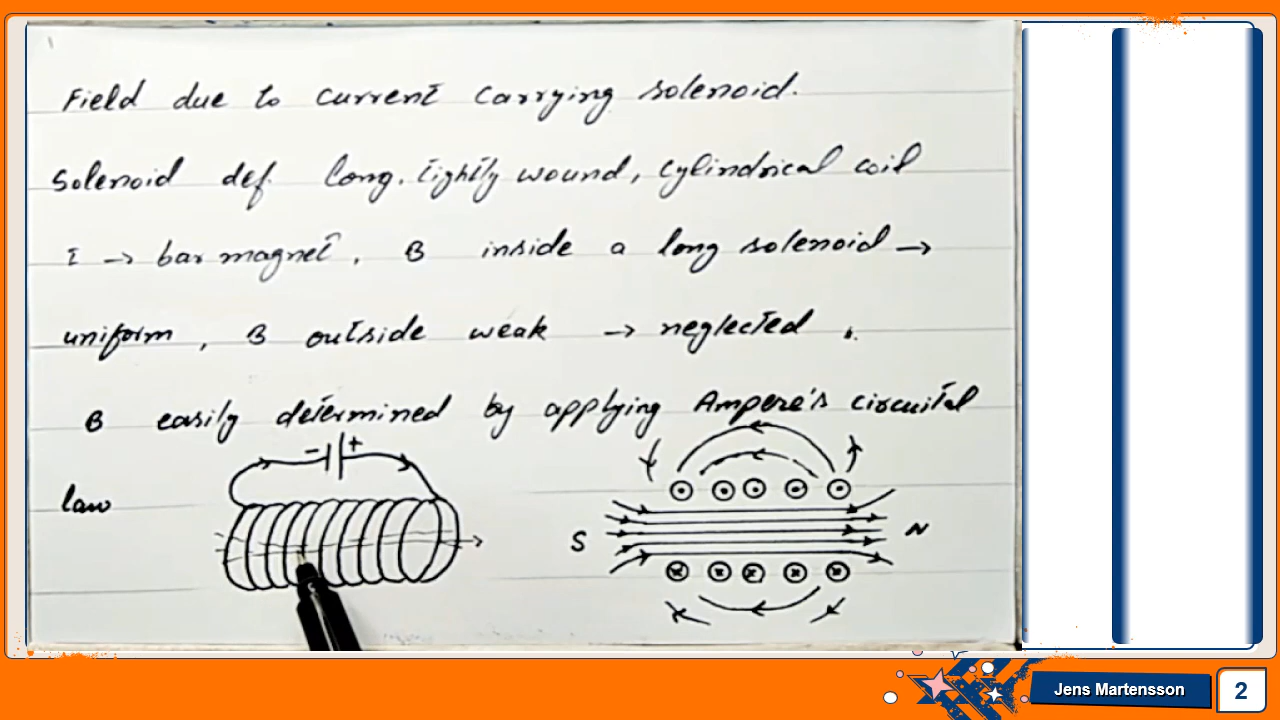 Field due to current carrying solenoid.
Solenoid def. long. tightly wound, cylindrical coil
I → bar magnet, B inside a long solenoid →
uniform, B outside weak → neglected.
B easily determined by applying Ampere's circuital
law
- +
S N
Jens Martensson
2